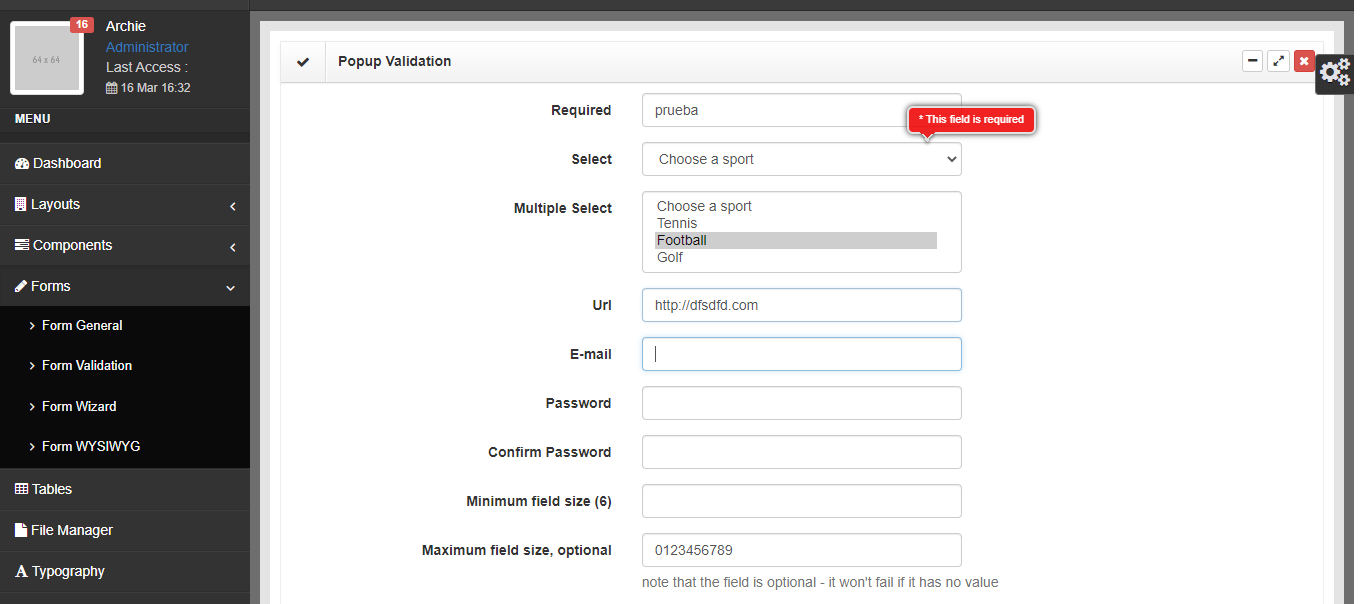 16
Archie
Administrator
Last Access :
16 Mar 16:32
64 x 64
MENU
Dashboard
Layouts
Components
Forms
Form General
Form Validation
Form Wizard
Form WYSIWYG
Tables
File Manager
Typography
Popup Validation
Required
prueba
* This field is required
Select
Choose a sport
Multiple Select
Choose a sport
Tennis
Football
Golf
Url
http://dfsdfd.com
E-mail
Password
Confirm Password
Minimum field size (6)
Maximum field size, optional
0123456789
note that the field is optional - it won't fail if it has no value